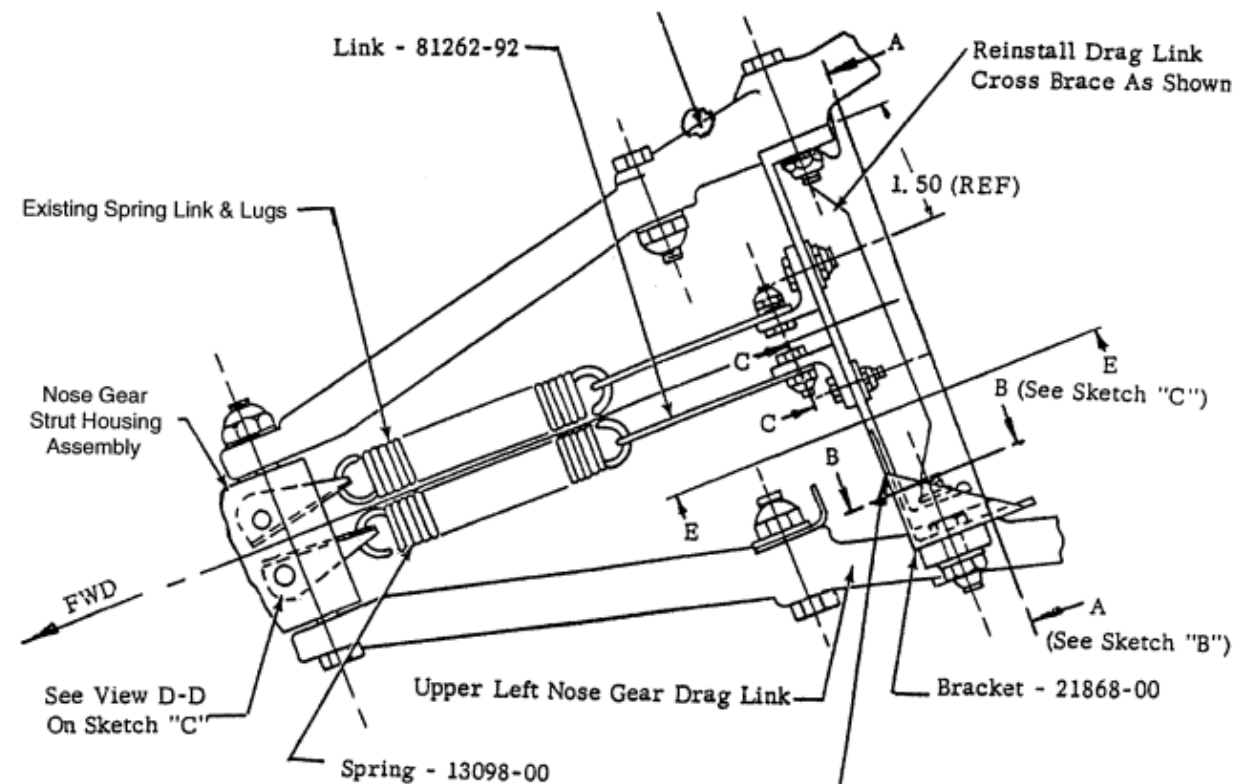 Link - 81262-92
A
Reinstall Drag Link
Cross Brace As Shown
1.50 (REF)
Existing Spring Link & Lugs
C
E
B (See Sketch "C")
Nose Gear
Strut Housing
Assembly
C
B
E
FWD
A
(See Sketch "B")
See View D-D
On Sketch "C"
Upper Left Nose Gear Drag Link
Bracket - 21868-00
Spring - 13098-00